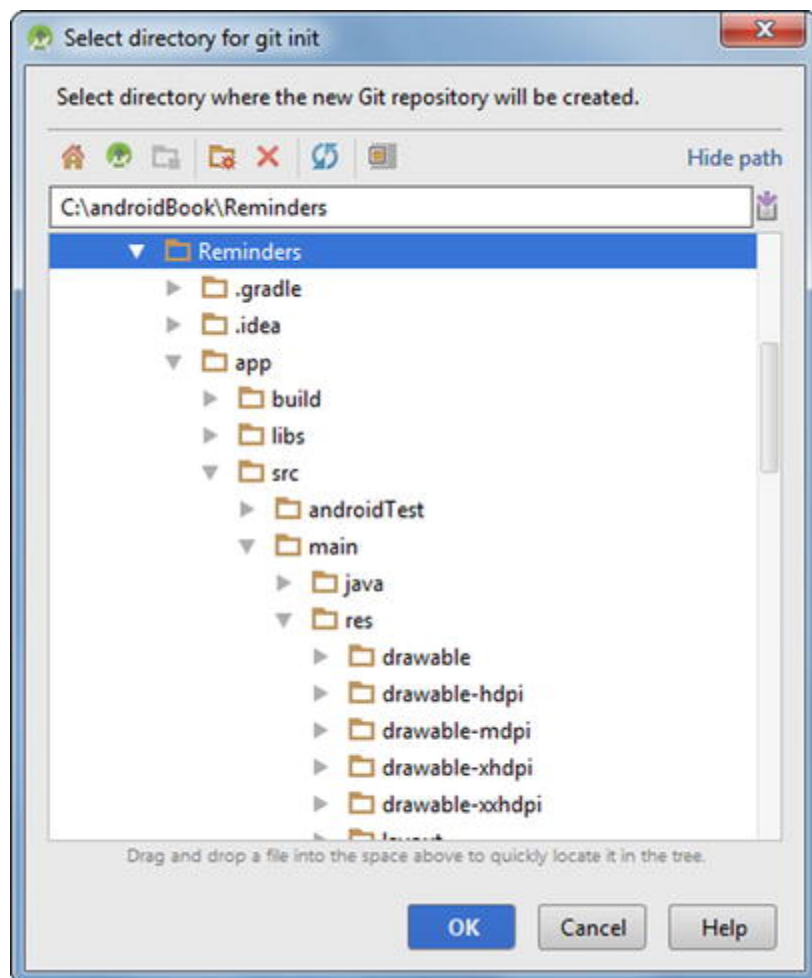 Select directory for git init
Select directory where the new Git repository will be created.
Hide path
C:\androidBook\Reminders
Reminders
.gradle
.idea
app
build
libs
src
androidTest
main
java
res
drawable
drawable-hdpi
drawable-mdpi
drawable-xhdpi
drawable-xxhdpi
Drag and drop a file into the space above to quickly locate it in the tree.
OK Cancel Help